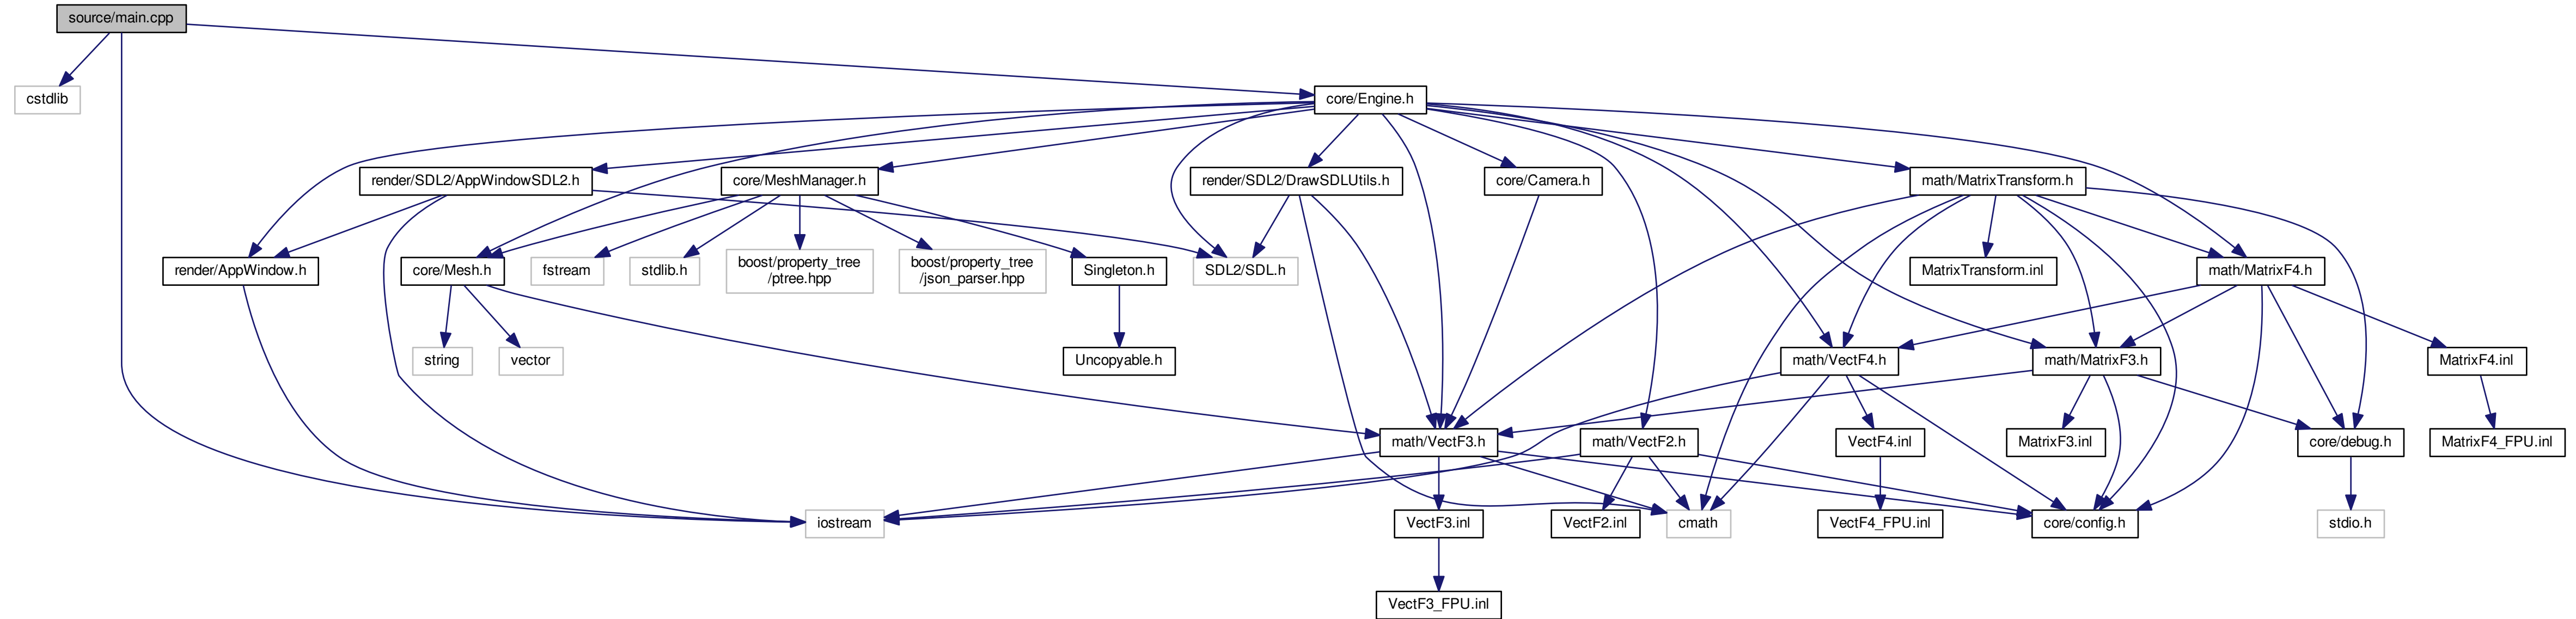 source/main.cpp
cstdlib
core/Engine.h
render/SDL2/AppWindowSDL2.h
core/MeshManager.h
render/SDL2/DrawSDLUtils.h
core/Camera.h
math/MatrixTransform.h
render/AppWindow.h
core/Mesh.h
fstream
stdlib.h
boost/property_tree
/ptree.hpp
boost/property_tree
/json_parser.hpp
Singleton.h
SDL2/SDL.h
MatrixTransform.inl
math/MatrixF4.h
string
vector
Uncopyable.h
math/VectF4.h
math/MatrixF3.h
MatrixF4.inl
math/VectF3.h
math/VectF2.h
VectF4.inl
MatrixF3.inl
core/debug.h
MatrixF4_FPU.inl
iostream
VectF3.inl
VectF2.inl
cmath
VectF4_FPU.inl
core/config.h
stdio.h
VectF3_FPU.inl